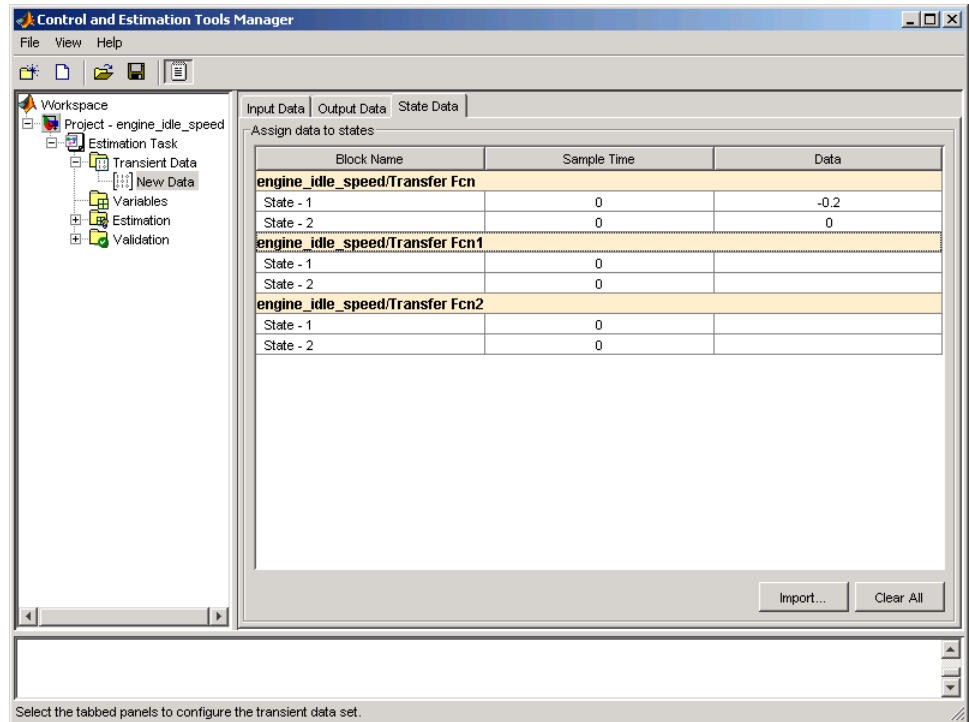 Control and Estimation Tools Manager
File View Help
Workspace
Project - engine_idle_speed
Estimation Task
Transient Data
New Data
Variables
Estimation
Validation
Input Data Output Data State Data
Assign data to states
Block Name Sample Time Data
engine_idle_speed/Transfer Fcn
State - 1 0 -0.2
State - 2 0 0
engine_idle_speed/Transfer Fcn1
State - 1 0
State - 2 0
engine_idle_speed/Transfer Fcn2
State - 1 0
State - 2 0
Import... Clear All
Select the tabbed panels to configure the transient data set.